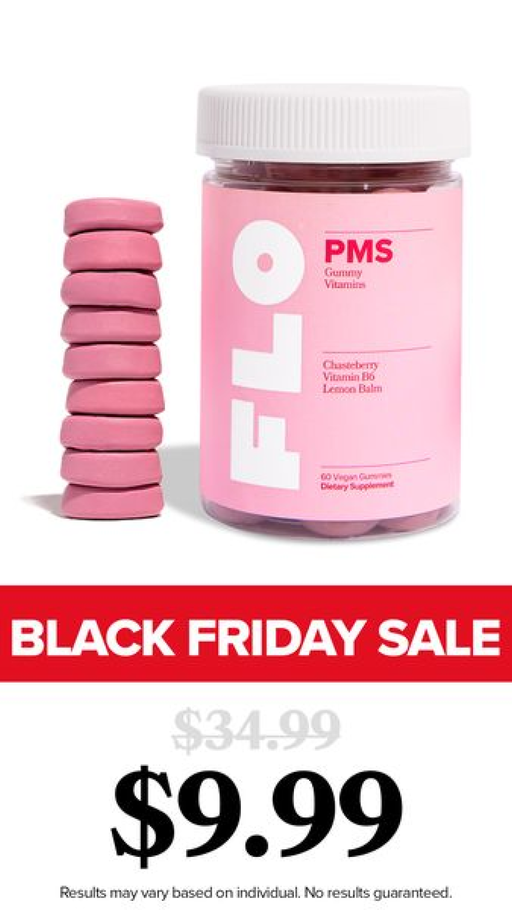 FLO
PMS
Gummy
Vitamins
Chasteberry
Vitamin B6
Lemon Balm
60 Vegan Gummies
Dietary Supplement
BLACK FRIDAY SALE
$34.99
$9.99
Results may vary based on individual. No results guaranteed.